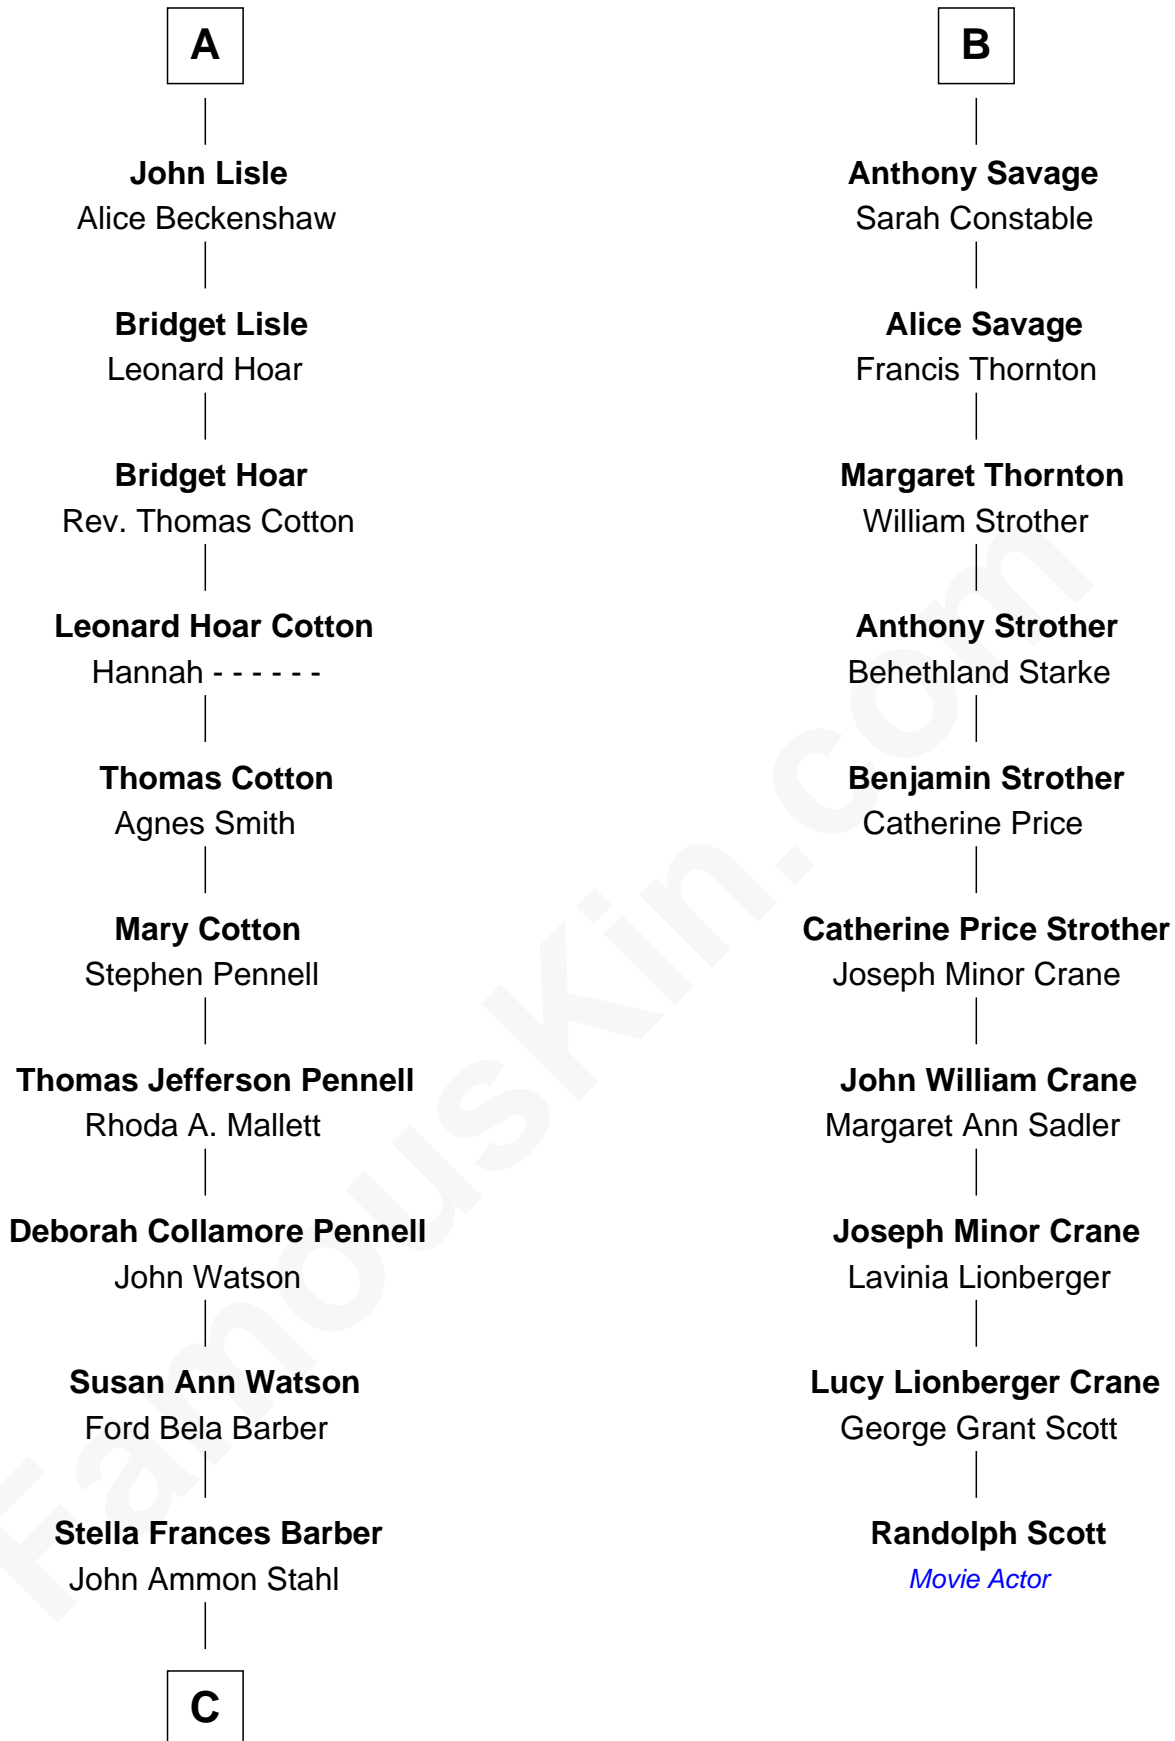 A
John Lisle
Alice Beckenshaw
Bridget Lisle
Leonard Hoar
Bridget Hoar
Rev. Thomas Cotton
Leonard Hoar Cotton
Hannah - - - - - -
Thomas Cotton
Agnes Smith
Mary Cotton
Stephen Pennell
Thomas Jefferson Pennell
Rhoda A. Mallett
Deborah Collamore Pennell
John Watson
Susan Ann Watson
Ford Bela Barber
Stella Frances Barber
John Ammon Stahl
C
B
Anthony Savage
Sarah Constable
Alice Savage
Francis Thornton
Margaret Thornton
William Strother
Anthony Strother
Behethland Starke
Benjamin Strother
Catherine Price
Catherine Price Strother
Joseph Minor Crane
John William Crane
Margaret Ann Sadler
Joseph Minor Crane
Lavinia Lionberger
Lucy Lionberger Crane
George Grant Scott
Randolph Scott
Movie Actor
FamousKin.com